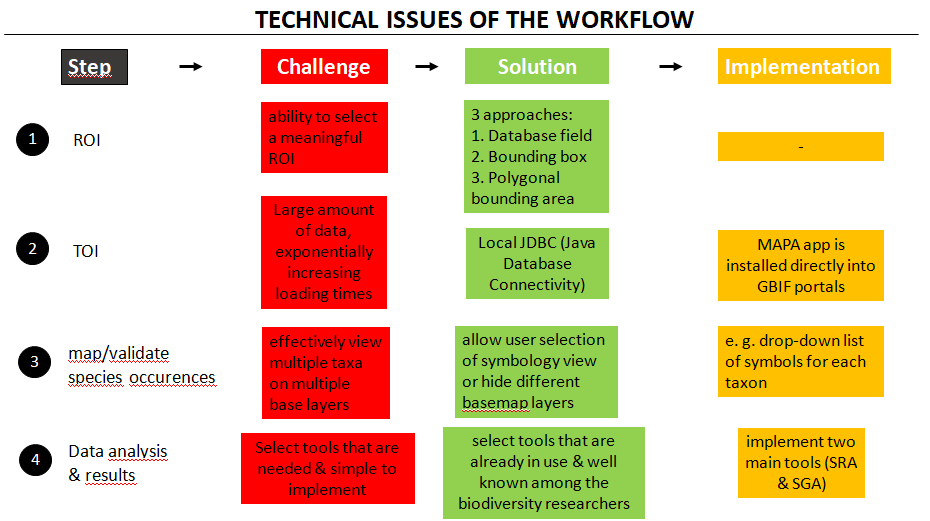 TECHNICAL ISSUES OF THE WORKFLOW
Step
Challenge
Solution
Implementation
1
ROI
ability to select
a meaningful
ROI
3 approaches:
1. Database field
2. Bounding box
3. Polygonal
bounding area
-
2
TOI
Large amount
of data,
exponentially
increasing
loading times
Local JDBC (Java
Database
Connectivity)
MAPA app is
installed directly into
GBIF portals
3
map/validate
species occurences
effectively view
multiple taxa
on multiple
base layers
allow user selection
of symbology view
or hide different
basemap layers
e. g. drop-down list
of symbols for each
taxon
4
Data analysis
& results
Select tools that are
needed & simple to
implement
select tools that are
already in use & well
known among the
biodiversity researchers
implement two
main tools (SRA
& SGA)